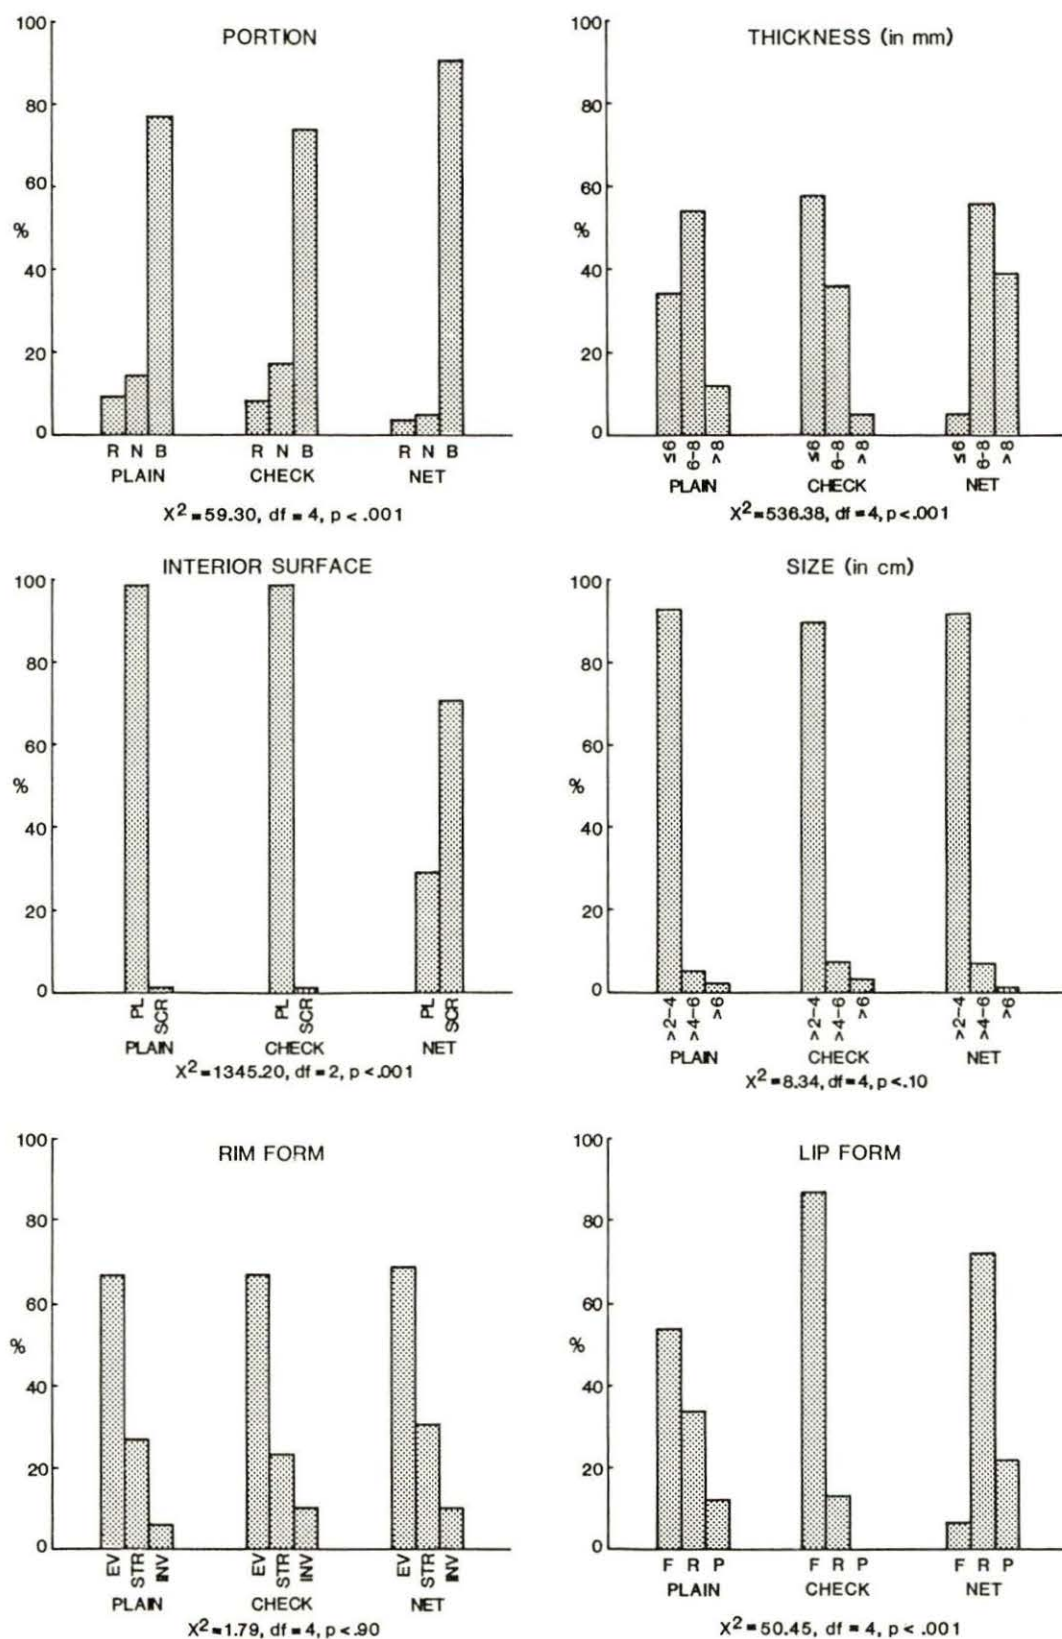 PORTION
100
80
60
%
40
20
0
R N B R N B R N B
PLAIN CHECK NET
X²=59.30, df=4, p<.001
THICKNESS (in mm)
100
80
60
%
40
20
0
≤6 6-8 >8 ≤6 6-8 >8 ≤6 6-8 >8
PLAIN CHECK NET
X²=536.38, df=4, p<.001
INTERIOR SURFACE
100
80
60
%
40
20
0
PL SCR PL SCR PL SCR
PLAIN CHECK NET
X²=1345.20, df=2, p<.001
SIZE (in cm)
100
80
60
%
40
20
0
>2-4 >4-6 >6 >2-4 >4-6 >6 >2-4 >4-6 >6
PLAIN CHECK NET
X²=8.34, df=4, p<.10
RIM FORM
100
80
60
%
40
20
0
EV STR INV EV STR INV EV STR INV
PLAIN CHECK NET
X²=1.79, df=4, p<.90
LIP FORM
100
80
60
%
40
20
0
F R P F R P F R P
PLAIN CHECK NET
X²=50.45, df=4, p<.001